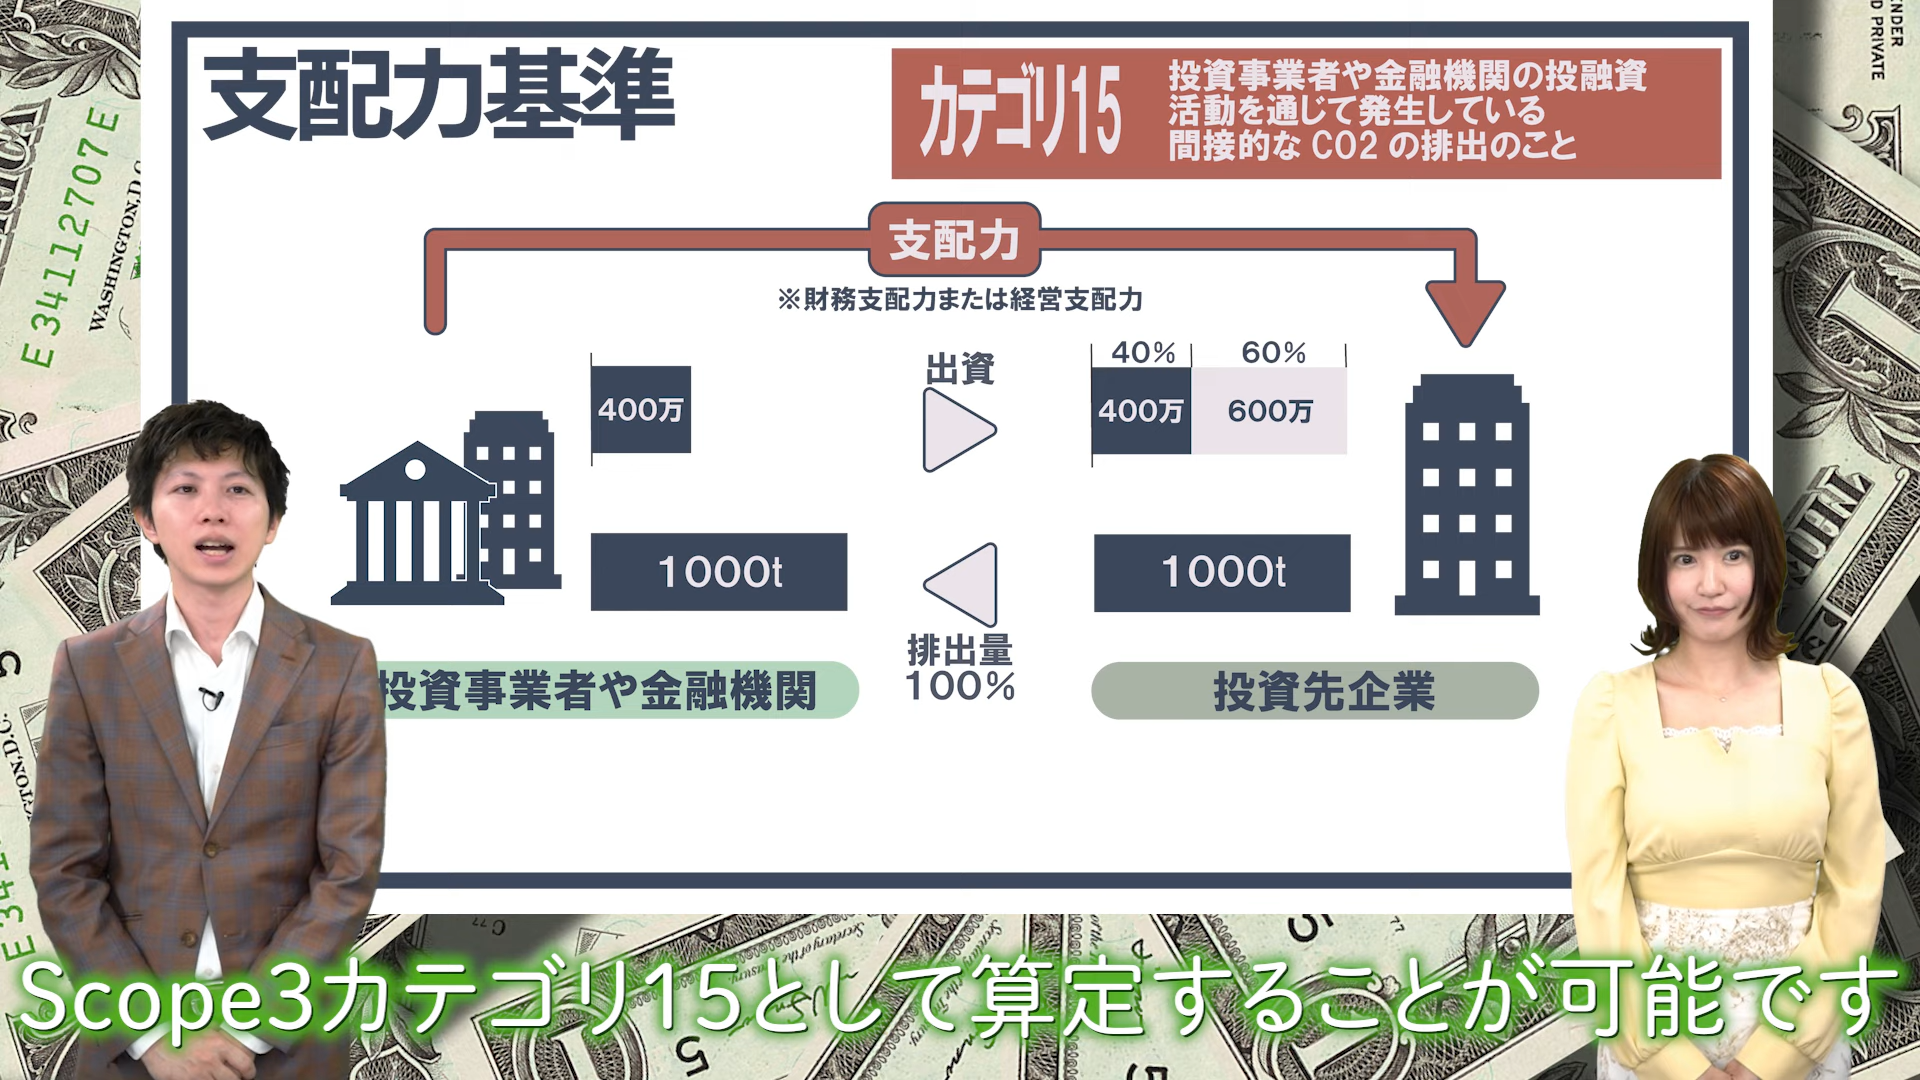 支配力基準
カテゴリ15
投資事業者や金融機関の投融資
活動を通じて発生している
間接的な CO2 の排出のこと
支配力
※財務支配力または経営支配力
400万
出資
40%
60%
400万
600万
1000t
排出量
100%
1000t
投資事業者や金融機関
投資先企業
Scope3カテゴリ15として算定することが可能です
E 34112707 E
WASHINGTON,D.C.